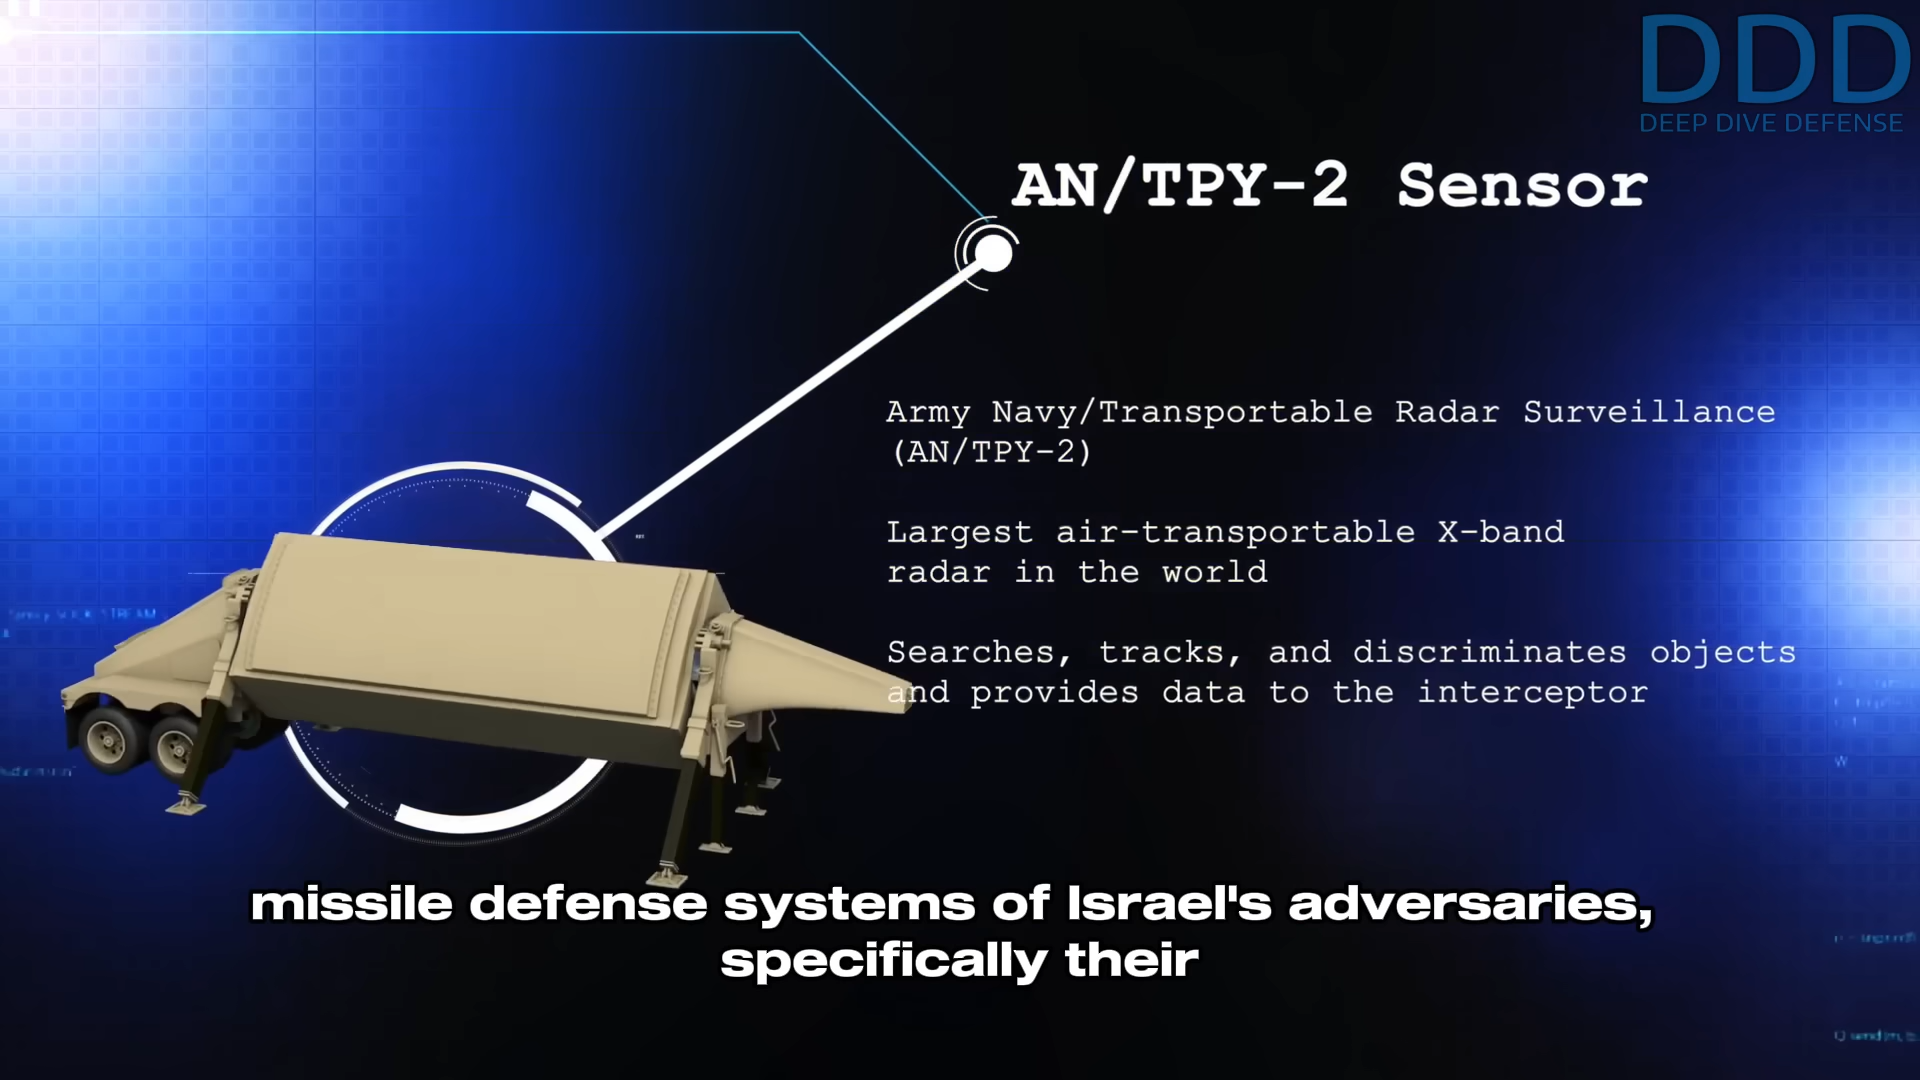 DDD
DEEP DIVE DEFENSE
AN/TPY-2 Sensor
Army Navy/Transportable Radar Surveillance
(AN/TPY-2)
Largest air-transportable X-band
radar in the world
Searches, tracks, and discriminates objects
and provides data to the interceptor
missile defense systems of Israel's adversaries,
specifically their